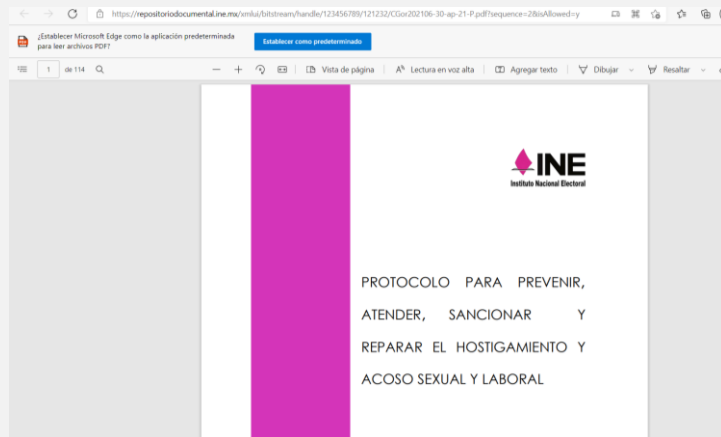 https://repositoriodocumental.ine.mx/xmlui/bitstream/handle/123456789/121232/CGor202106-30-ap-21-P.pdf?sequence=2&isAllowed=y
¿Establecer Microsoft Edge como la aplicación predeterminada
para leer archivos PDF?
Establecer como predeterminado
1 de 114
Vista de página
Lectura en voz alta
Agregar texto
Dibujar
Resaltar
INE
Instituto Nacional Electoral
PROTOCOLO PARA PREVENIR,
ATENDER, SANCIONAR Y
REPARAR EL HOSTIGAMIENTO Y
ACOSO SEXUAL Y LABORAL